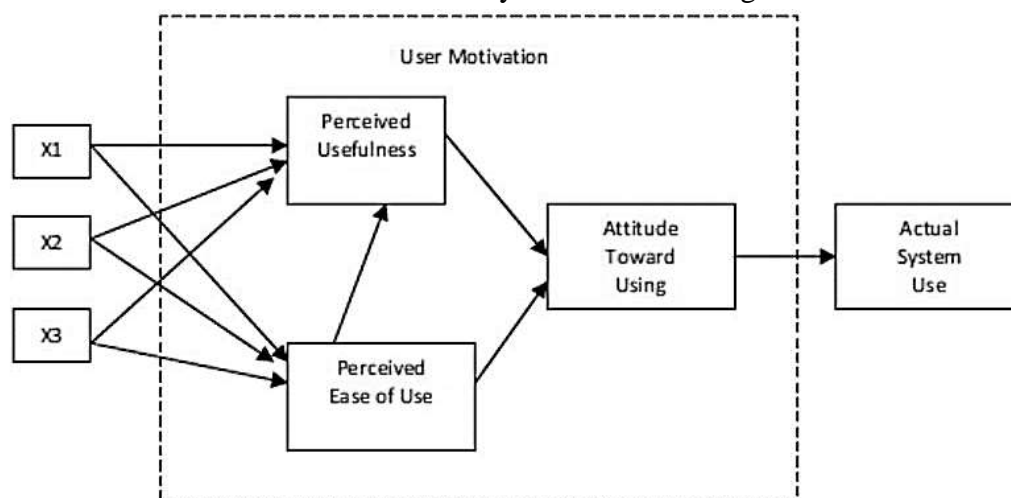 User Motivation
X1
X2
X3
Perceived
Usefulness
Perceived
Ease of Use
Attitude
Toward
Using
Actual
System
Use